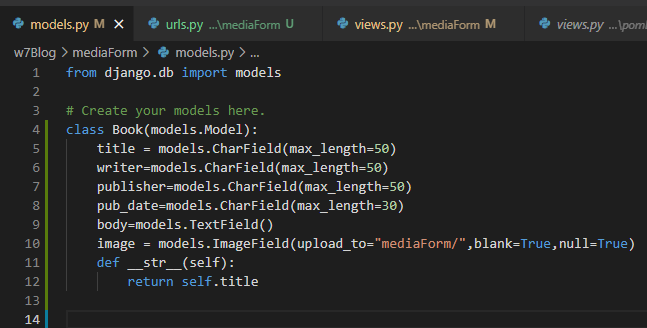 models.py M × urls.py ...\mediaForm U views.py ...\mediaForm M views.py
w7Blog > mediaForm > models.py > ...
1 from django.db import models
2
3 # Create your models here.
4 class Book(models.Model):
5     title = models.CharField(max_length=50)
6     writer=models.CharField(max_length=50)
7     publisher=models.CharField(max_length=50)
8     pub_date=models.CharField(max_length=30)
9     body=models.TextField()
10     image = models.ImageField(upload_to="mediaForm/",blank=True,null=True)
11     def __str__(self):
12         return self.title
13
14